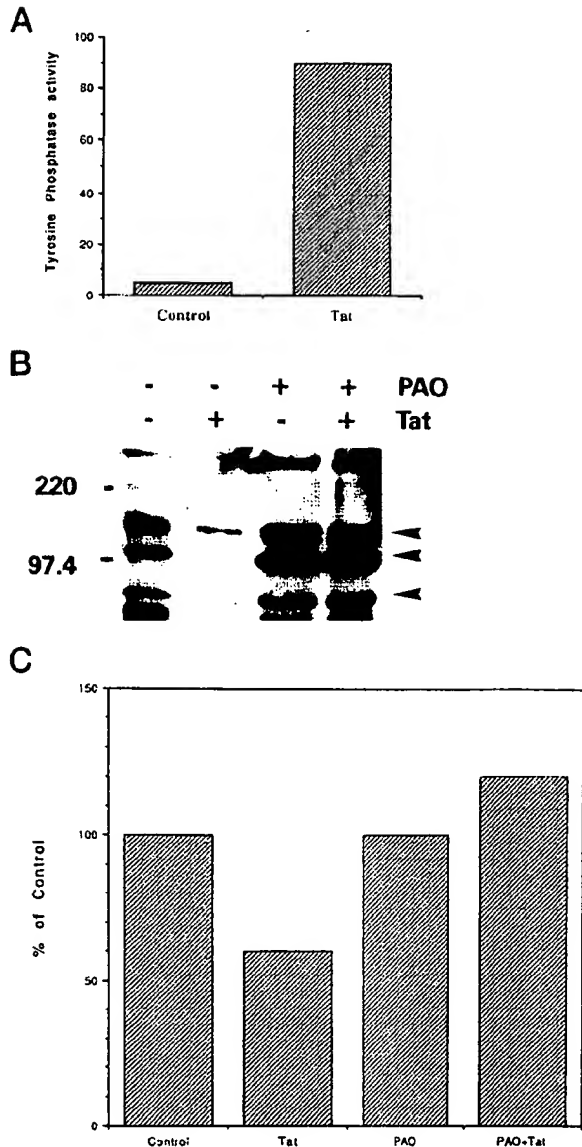 A
Tyrosine Phosphatase activity
100
80
60
40
20
0
Control
Tat
B
- - + + PAO
- + - + Tat
220 -
97.4 -
C
% of Control
150
100
50
0
Control
Tat
PAO
PAO+Tat